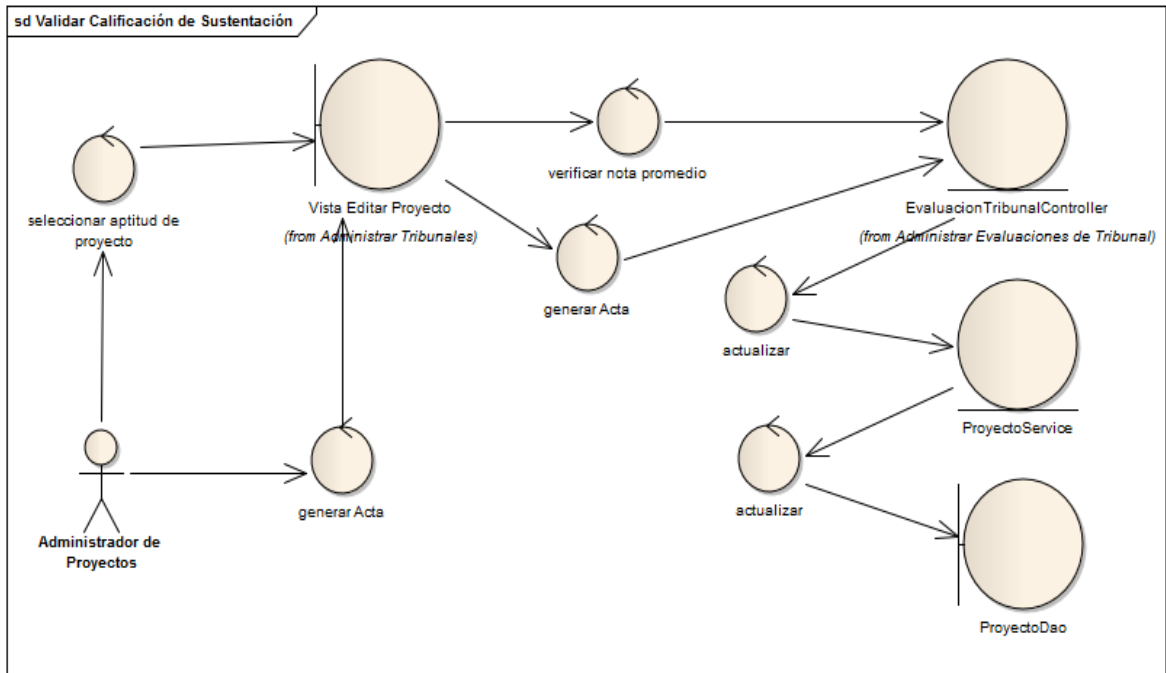 sd Validar Calificación de Sustentación
seleccionar aptitud de
proyecto
Vista Editar Proyecto
(from Administrar Tribunales)
verificar nota promedio
EvaluacionTribunalController
(from Administrar Evaluaciones de Tribunal)
generar Acta
actualizar
ProyectoService
generar Acta
actualizar
Administrador de
Proyectos
ProyectoDao